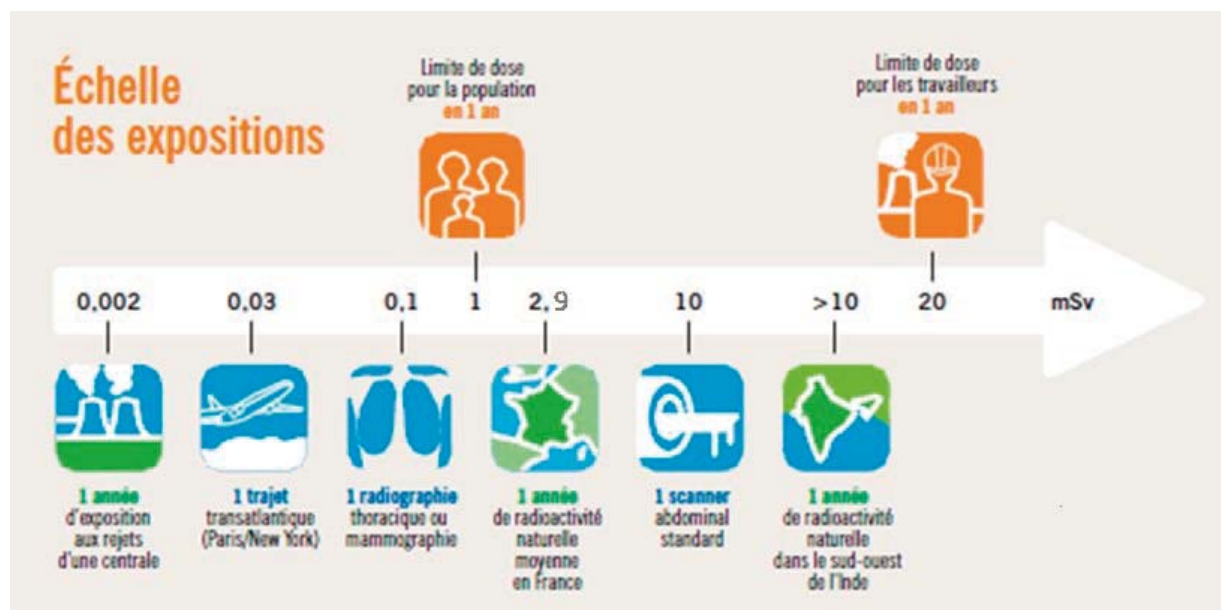 Échelle
des expositions
Limite de dose
pour la population
en 1 an
Limite de dose
pour les travailleurs
en 1 an
0,002 0,03 0,1 1 2,9 10 >10 20 mSv
1 année
d'exposition
aux rejets
d'une centrale
1 trajet
transatlantique
(Paris/New York)
1 radiographie
thoracique ou
mammographie
1 année
de radioactivité
naturelle
moyenne
en France
1 scanner
abdominal
standard
1 année
de radioactivité
naturelle
dans le sud-ouest
de l'Inde